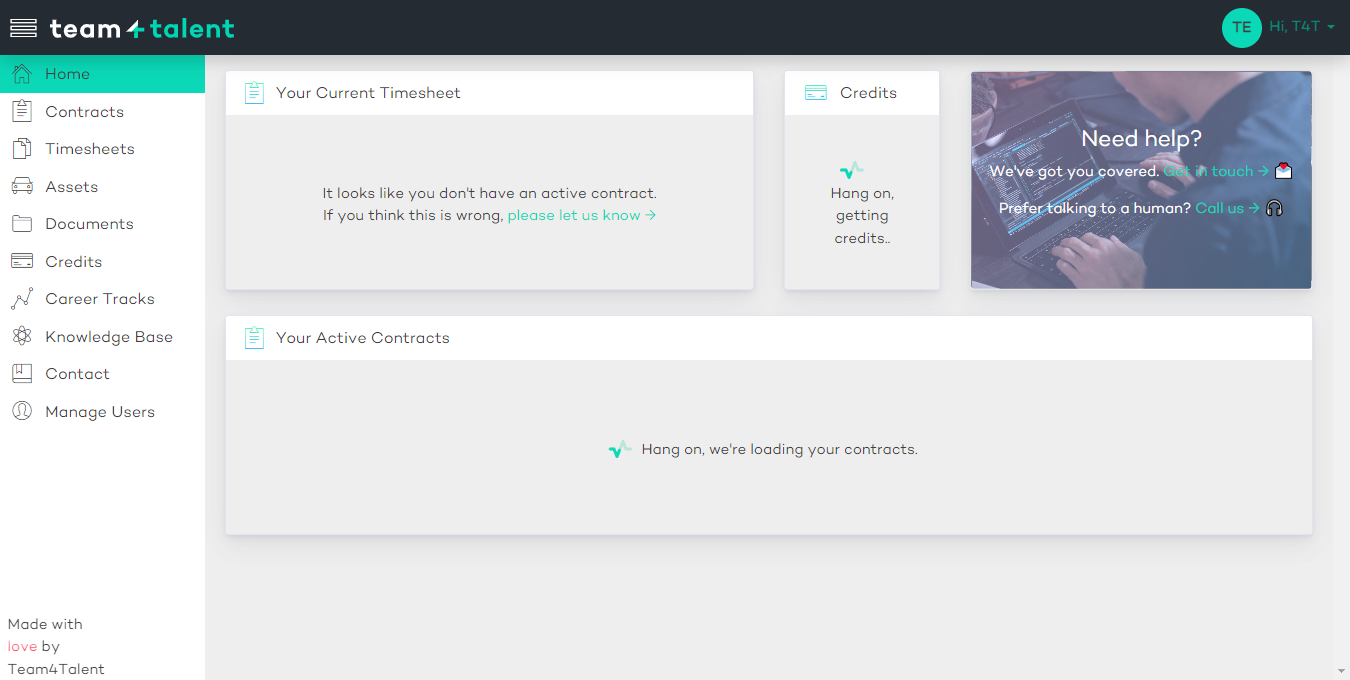 team4talent
TE
Hi, T4T
Home
Contracts
Timesheets
Assets
Documents
Credits
Career Tracks
Knowledge Base
Contact
Manage Users
Made with
love by
Team4Talent
Your Current Timesheet
It looks like you don't have an active contract.
If you think this is wrong, please let us know →
Credits
Hang on,
getting
credits..
Need help?
We've got you covered. Get in touch →
Prefer talking to a human? Call us →
Your Active Contracts
Hang on, we're loading your contracts.